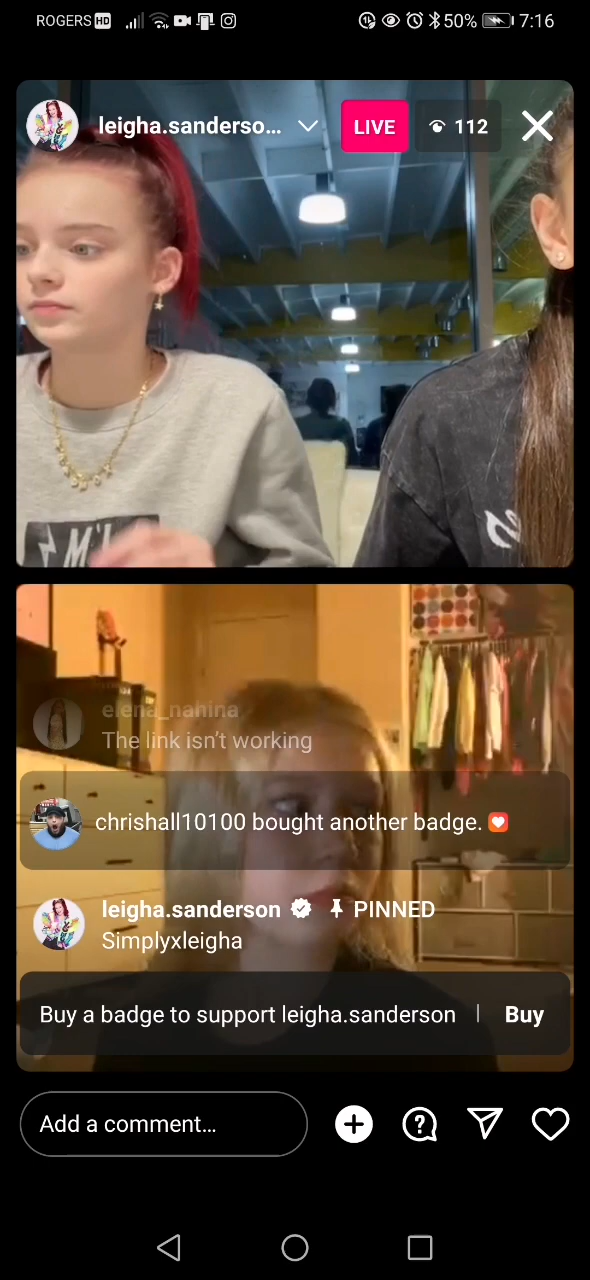 ROGERS HD 50% 7:16
leigha.sanderso... LIVE 112
elena_nahina
The link isn't working
chrishall10100 bought another badge.
leigha.sanderson PINNED
Simplyxleigha
Buy a badge to support leigha.sanderson | Buy
Add a comment...